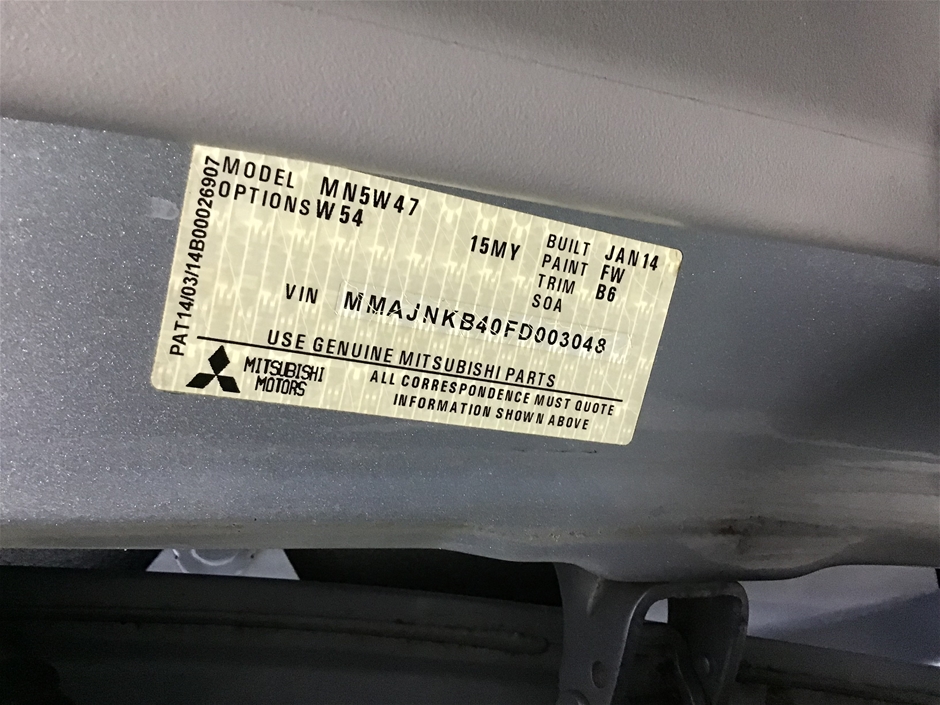 PAT14/03/14B00026907
MODEL MN5W47
OPTIONS W54
15MY
BUILT JAN14
PAINT FW
TRIM B6
SOA
VIN MMAJNKB40FD003048
USE GENUINE MITSUBISHI PARTS
MITSUBISHI
MOTORS
ALL CORRESPONDENCE MUST QUOTE
INFORMATION SHOWN ABOVE